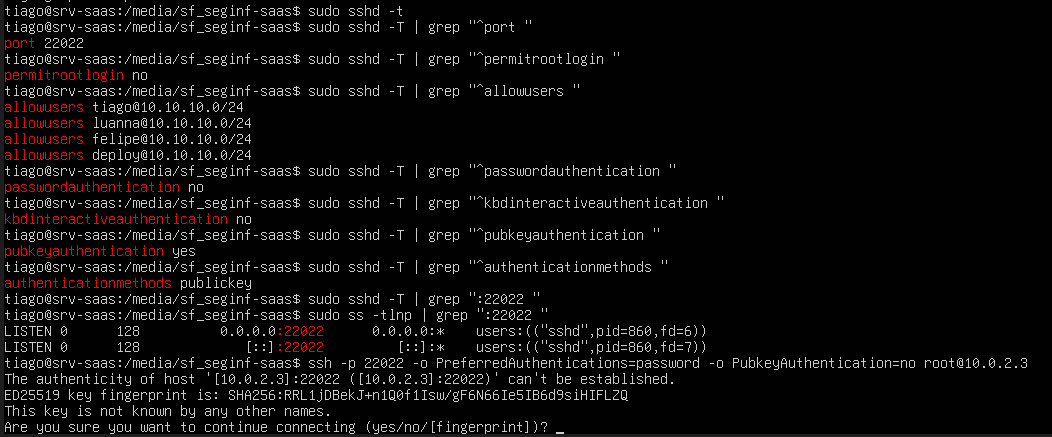 tiago@srv-saas:/media/sf_seginf-saas$ sudo sshd -t
tiago@srv-saas:/media/sf_seginf-saas$ sudo sshd -T | grep "^port "
port 22022
tiago@srv-saas:/media/sf_seginf-saas$ sudo sshd -T | grep "^permitrootlogin "
permitrootlogin no
tiago@srv-saas:/media/sf_seginf-saas$ sudo sshd -T | grep "^allowusers "
allowusers tiago@10.10.10.0/24
allowusers luanna@10.10.10.0/24
allowusers felipe@10.10.10.0/24
allowusers deploy@10.10.10.0/24
tiago@srv-saas:/media/sf_seginf-saas$ sudo sshd -T | grep "^passwordauthentication "
passwordauthentication no
tiago@srv-saas:/media/sf_seginf-saas$ sudo sshd -T | grep "^kbdinteractiveauthentication "
kbdinteractiveauthentication no
tiago@srv-saas:/media/sf_seginf-saas$ sudo sshd -T | grep "^pubkeyauthentication "
pubkeyauthentication yes
tiago@srv-saas:/media/sf_seginf-saas$ sudo sshd -T | grep "^authenticationmethods "
authenticationmethods publickey
tiago@srv-saas:/media/sf_seginf-saas$ sudo sshd -T | grep ":22022 "
tiago@srv-saas:/media/sf_seginf-saas$ sudo ss -tlnp | grep ":22022 "
LISTEN 0      128          0.0.0.0:22022      0.0.0.0:*    users:(("sshd",pid=860,fd=6))
LISTEN 0      128             [::]:22022         [::]:*    users:(("sshd",pid=860,fd=7))
tiago@srv-saas:/media/sf_seginf-saas$ ssh -p 22022 -o PreferredAuthentications=password -o PubkeyAuthentication=no root@10.0.2.3
The authenticity of host '[10.0.2.3]:22022 ([10.0.2.3]:22022)' can't be established.
ED25519 key fingerprint is: SHA256:RRL1jDBekJ+n1Q0f1Isw/gF6N66Ie5IB6d9siHIFLZQ
This key is not known by any other names.
Are you sure you want to continue connecting (yes/no/[fingerprint])? _